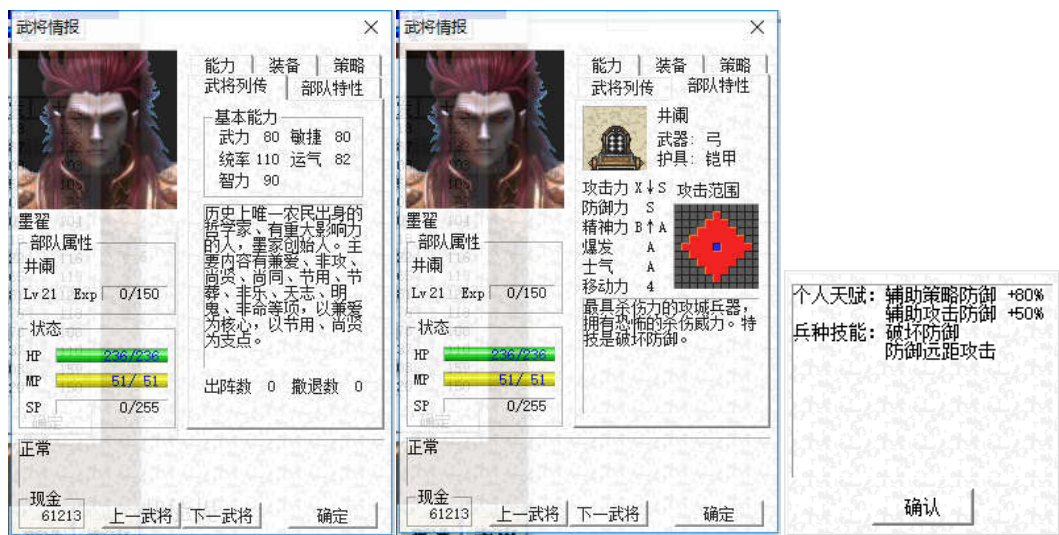 武将情报
能力 装备 策略
武将列传 部队特性
基本能力
武力 80 敏捷 80
统率 110 运气 82
智力 90
墨翟
部队属性
井阑
Lv 21 Exp 0/150
状态
HP 236/236
MP 51/ 51
SP 0/255
历史上唯一农民出身的
哲学家、有重大影响力
的人，墨家创始人。主
要内容有兼爱、非攻、
尚贤、尚同、节用、节
葬、非乐、天志、明
鬼、非命等项，以兼爱
为核心，以节用、尚贤
为支点。
出阵数 0 撤退数 0
正常
现金
61213
上一武将 下一武将 确定
武将情报
能力 装备 策略
武将列传 部队特性
井阑
武器: 弓
护具: 铠甲
攻击力 X↓S 攻击范围
防御力 S
精神力 B↑A
爆发 A
士气 A
移动力 4
墨翟
部队属性
井阑
Lv 21 Exp 0/150
状态
HP 236/236
MP 51/ 51
SP 0/255
最具杀伤力的攻城兵器，
拥有恐怖的杀伤威力。特
技是破坏防御。
正常
现金
61213
上一武将 下一武将 确定
个人天赋: 辅助策略防御 +80%
辅助攻击防御 +50%
兵种技能: 破坏防御
防御远距攻击
确认